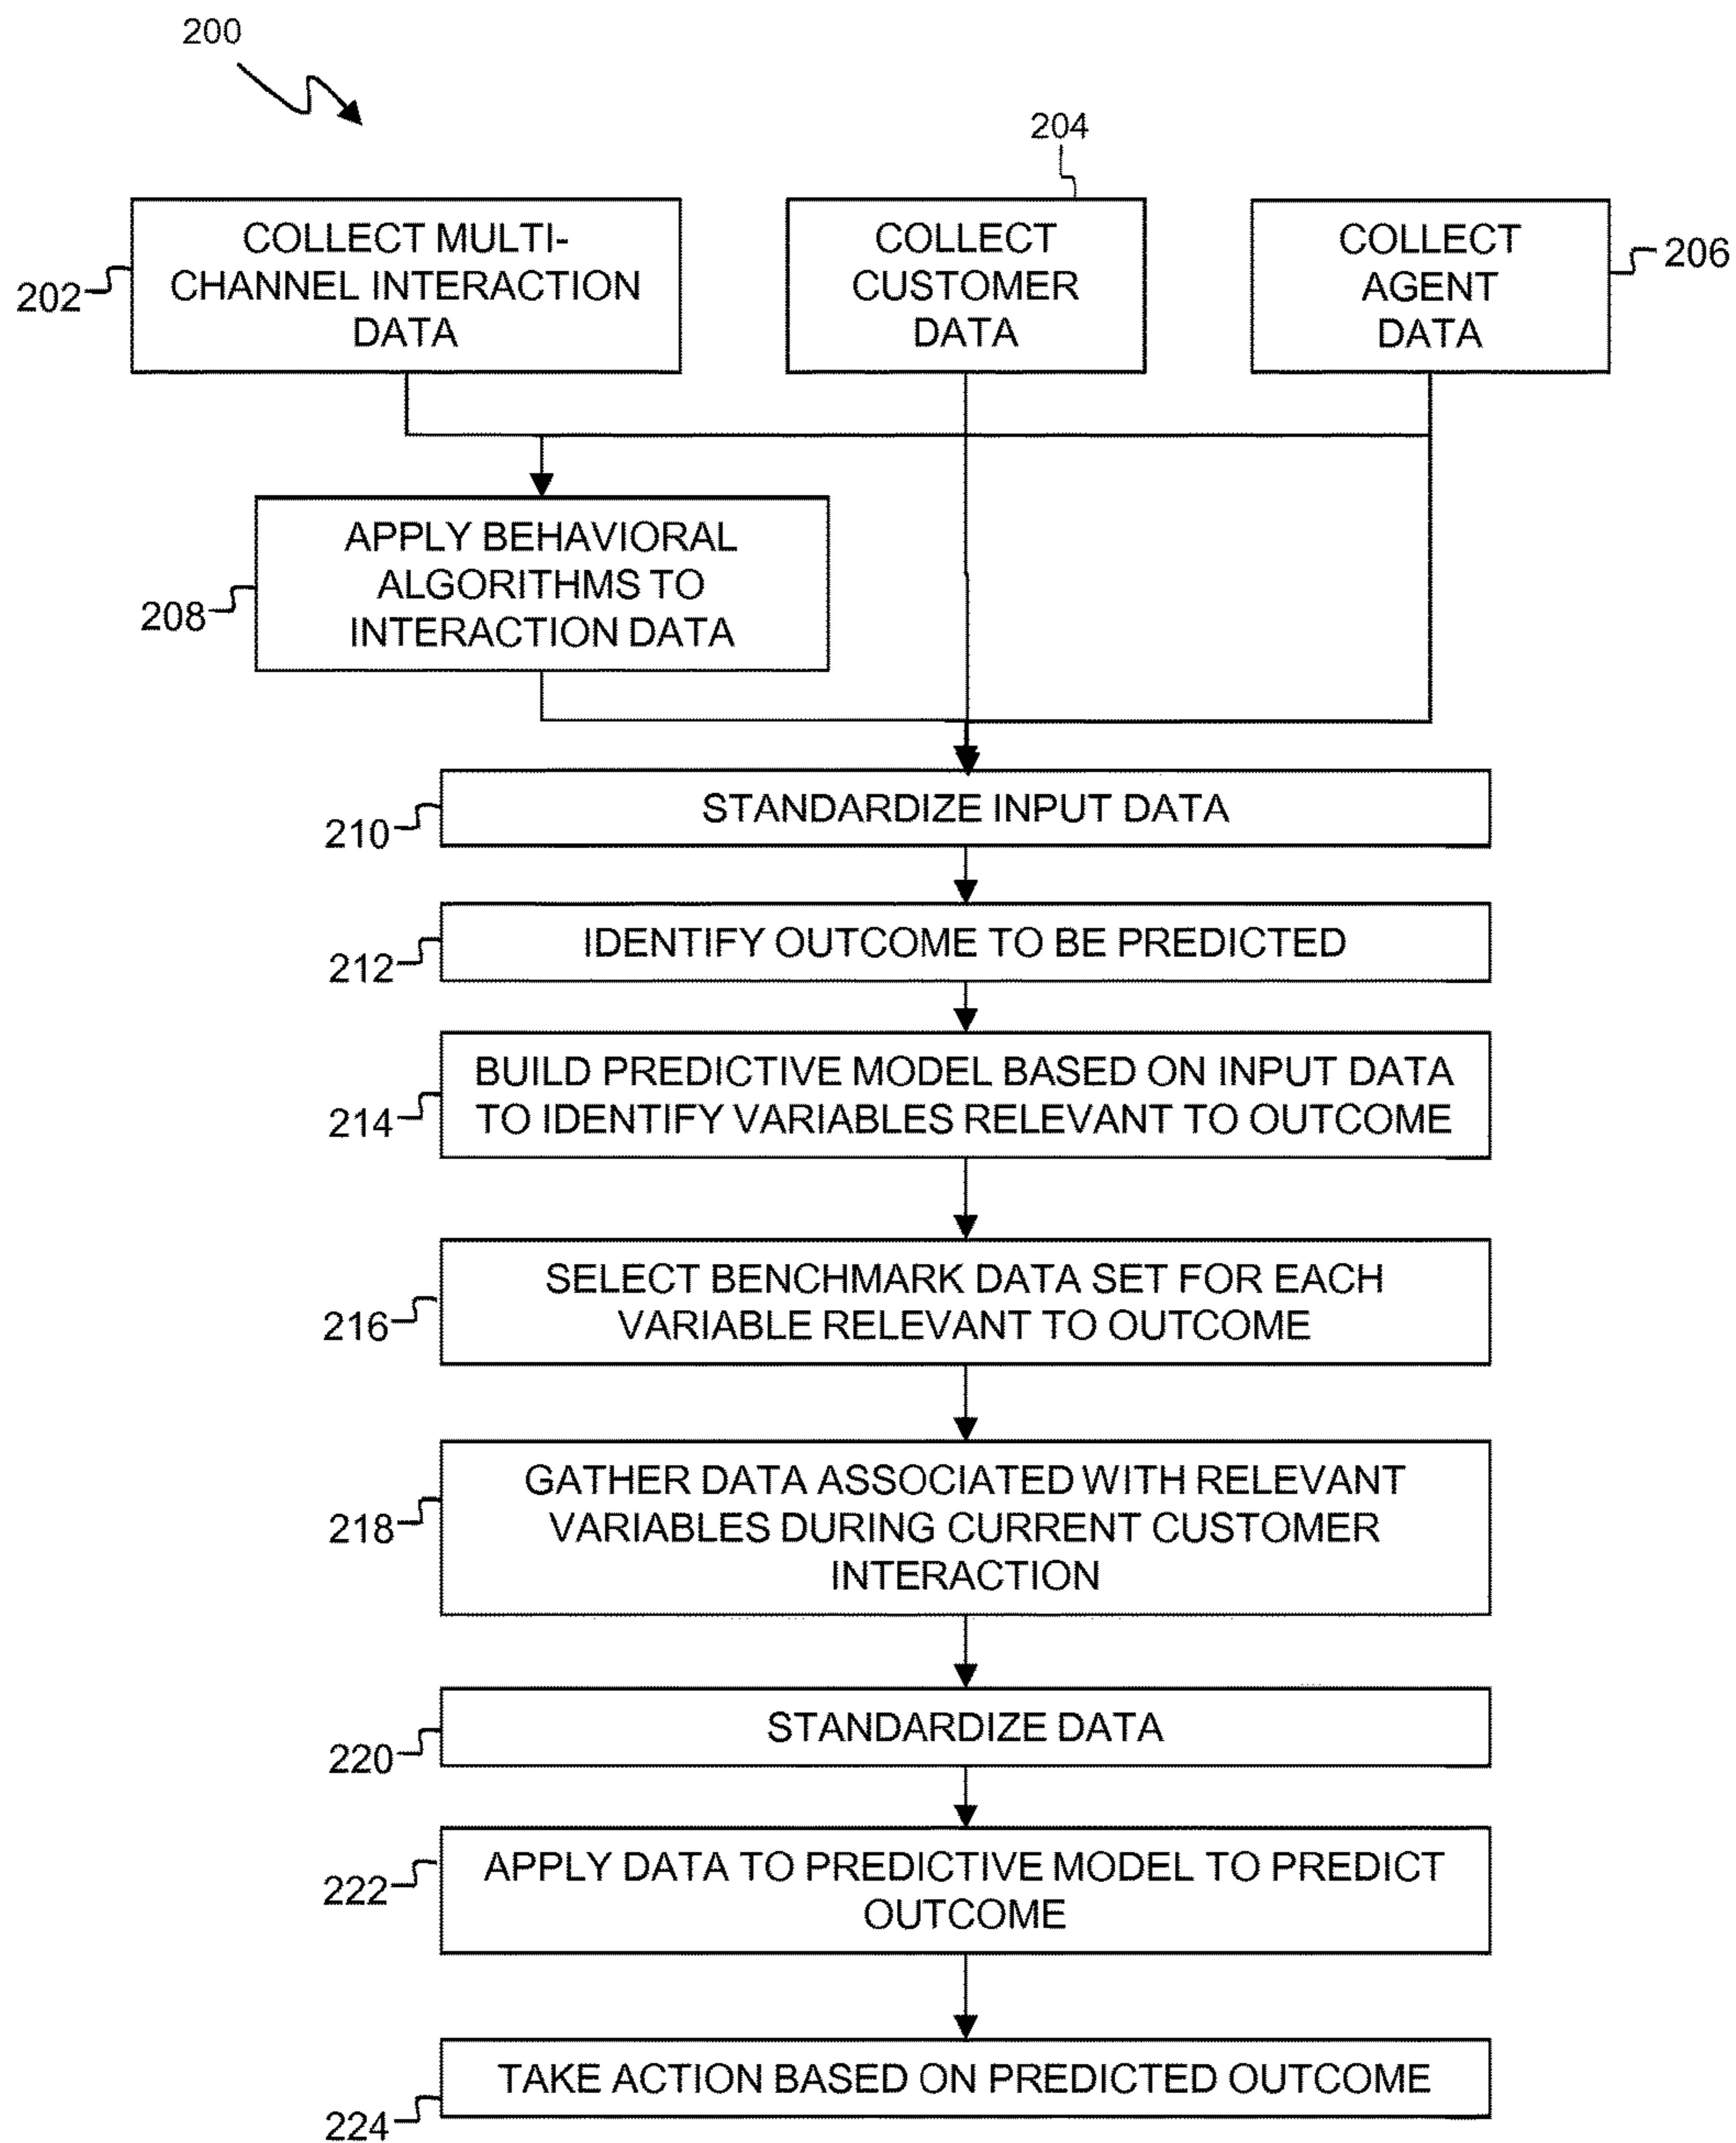 200
204
COLLECT MULTI-
CHANNEL INTERACTION
DATA
202
COLLECT
CUSTOMER
DATA
COLLECT
AGENT
DATA
206
APPLY BEHAVIORAL
ALGORITHMS TO
INTERACTION DATA
208
STANDARDIZE INPUT DATA
210
IDENTIFY OUTCOME TO BE PREDICTED
212
BUILD PREDICTIVE MODEL BASED ON INPUT DATA
TO IDENTIFY VARIABLES RELEVANT TO OUTCOME
214
SELECT BENCHMARK DATA SET FOR EACH
VARIABLE RELEVANT TO OUTCOME
216
GATHER DATA ASSOCIATED WITH RELEVANT
VARIABLES DURING CURRENT CUSTOMER
INTERACTION
218
STANDARDIZE DATA
220
APPLY DATA TO PREDICTIVE MODEL TO PREDICT
OUTCOME
222
TAKE ACTION BASED ON PREDICTED OUTCOME
224